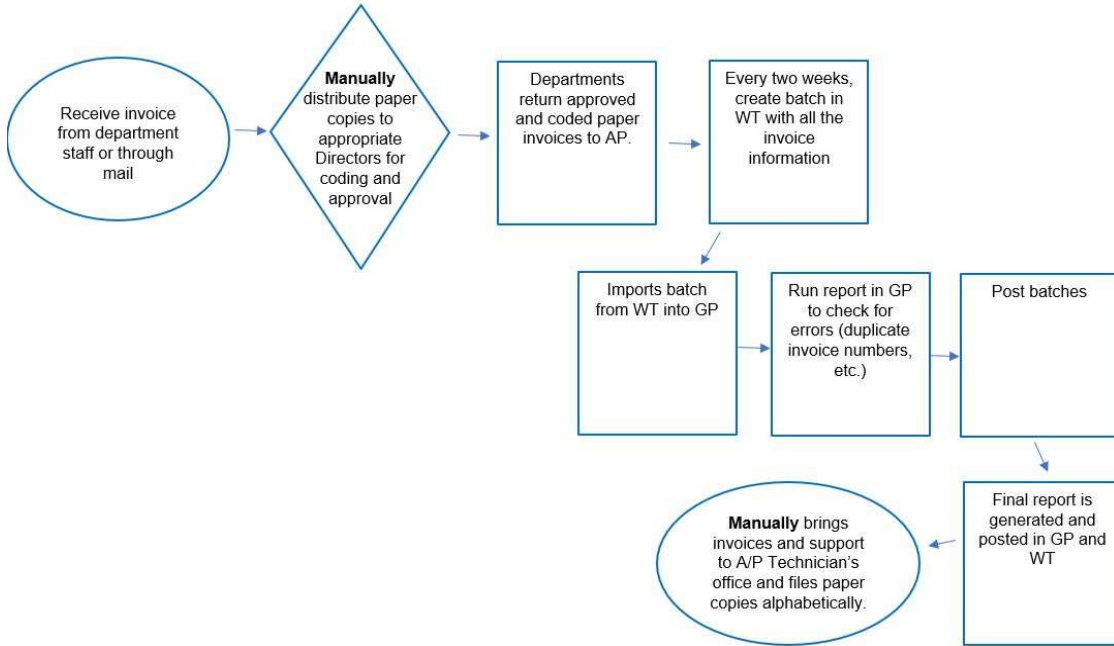 Receive invoice
from department
staff or through
mail
Manually
distribute paper
copies to
appropriate
Directors for
coding and
approval
Departments
return approved
and coded paper
invoices to AP.
Every two weeks,
create batch in
WT with all the
invoice
information
Imports batch
from WT into GP
Run report in GP
to check for
errors (duplicate
invoice numbers,
etc.)
Post batches
Final report is
generated and
posted in GP and
WT
Manually brings
invoices and support
to A/P Technician's
office and files paper
copies alphabetically.